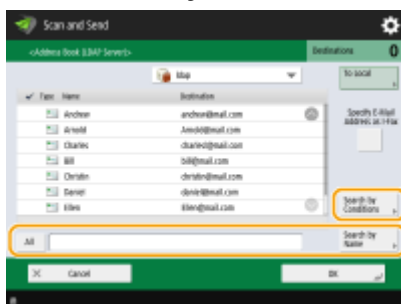 Scan and Send
<Address Book (LDAP Server)>
Destinations 0
ldap
To Local
Type Name Destination
Andrew andrew@mail.com
Arnold Arnold@mail.com
Charles charles@mail.com
Bill bill@mail.com
Christin christin@mail.com
Daniel daniel@mail.com
Ellen Ellen@mail.com
Specify E-Mail
Address as I-Fax
Search by
Conditions
All
Search by
Name
Cancel
OK